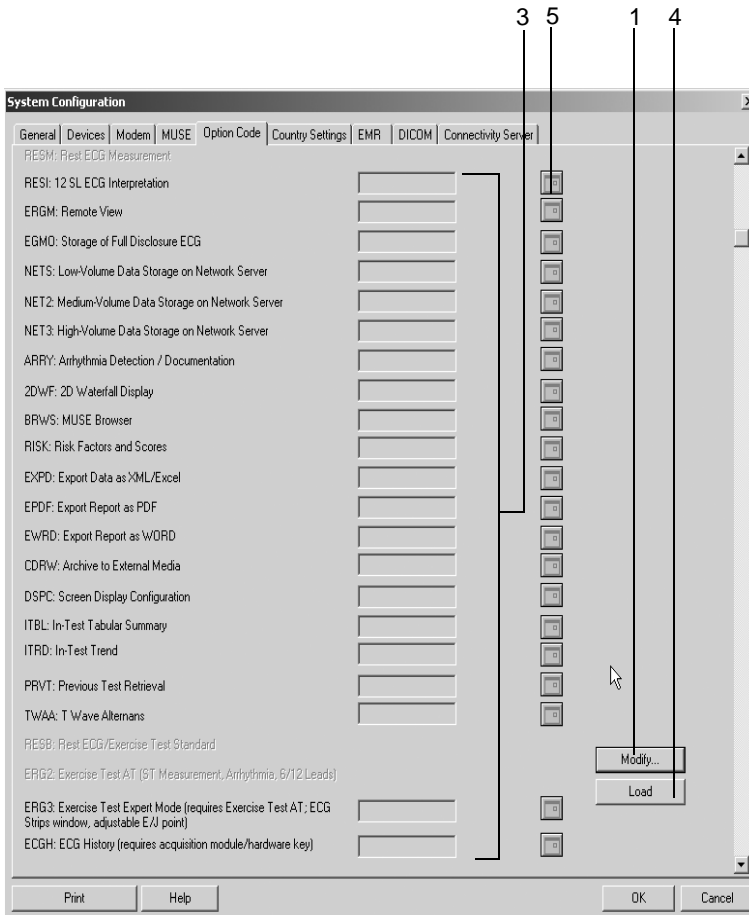 3 5 1 4
System Configuration
General Devices Modem MUSE Option Code Country Settings EMR DICOM Connectivity Server
RESM: Rest ECG Measurement
RESI: 12 SL ECG Interpretation
ERGM: Remote View
EGMO: Storage of Full Disclosure ECG
NETS: Low-Volume Data Storage on Network Server
NET2: Medium-Volume Data Storage on Network Server
NET3: High-Volume Data Storage on Network Server
ARRY: Arrhythmia Detection / Documentation
2DWF: 2D Waterfall Display
BRWS: MUSE Browser
RISK: Risk Factors and Scores
EXPD: Export Data as XML/Excel
EPDF: Export Report as PDF
EWRD: Export Report as WORD
CDRW: Archive to External Media
DSPC: Screen Display Configuration
ITBL: In-Test Tabular Summary
ITRD: In-Test Trend
PRVT: Previous Test Retrieval
TWAA: T Wave Alternans
RESB: Rest ECG/Exercise Test Standard
Modify...
ERG2: Exercise Test AT (ST Measurement, Arrhythmia, 6/12 Leads)
Load
ERG3: Exercise Test Expert Mode (requires Exercise Test AT; ECG
Strips window, adjustable E/J point)
ECGH: ECG History (requires acquisition module/hardware key)
Print Help OK Cancel